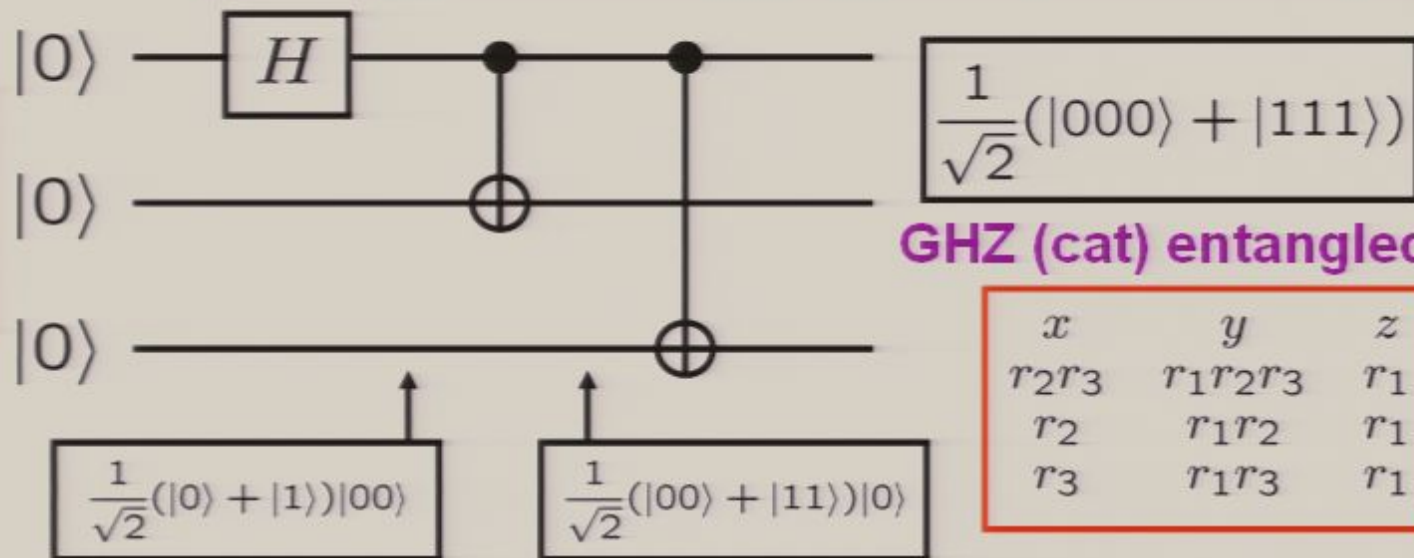 |0⟩ H
|0⟩
|0⟩
1/√2(|000⟩ + |111⟩)
GHZ (cat) entangled
x y z
r₂r₃ r₁r₂r₃ r₁
r₂ r₁r₂ r₁
r₃ r₁r₃ r₁
1/√2(|0⟩ + |1⟩)|00⟩
1/√2(|00⟩ + |11⟩)|0⟩